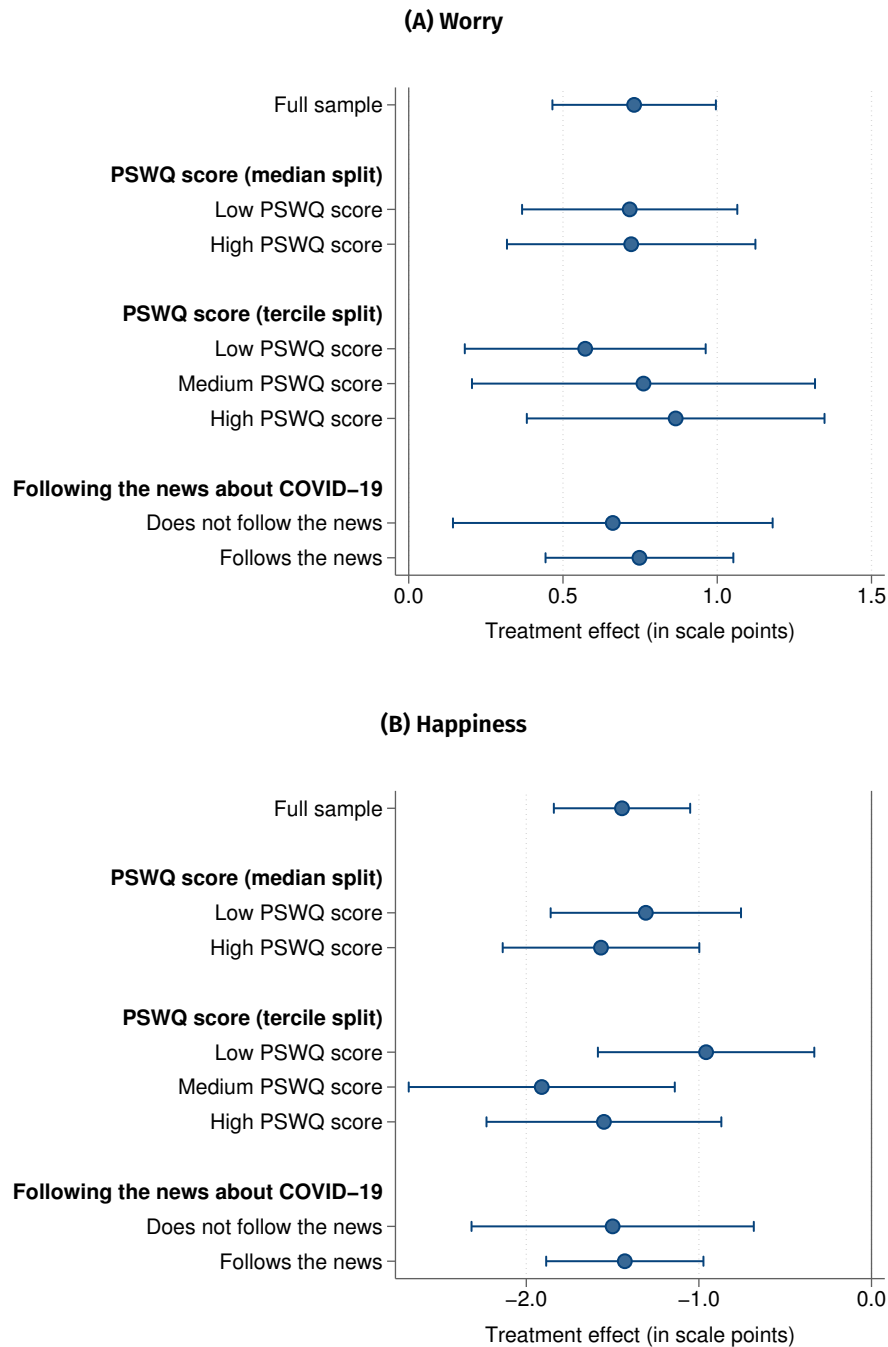 (A) Worry
Full sample
PSWQ score (median split)
Low PSWQ score
High PSWQ score
PSWQ score (tercile split)
Low PSWQ score
Medium PSWQ score
High PSWQ score
Following the news about COVID−19
Does not follow the news
Follows the news
0.0 0.5 1.0 1.5
Treatment effect (in scale points)
(B) Happiness
Full sample
PSWQ score (median split)
Low PSWQ score
High PSWQ score
PSWQ score (tercile split)
Low PSWQ score
Medium PSWQ score
High PSWQ score
Following the news about COVID−19
Does not follow the news
Follows the news
−2.0 −1.0 0.0
Treatment effect (in scale points)